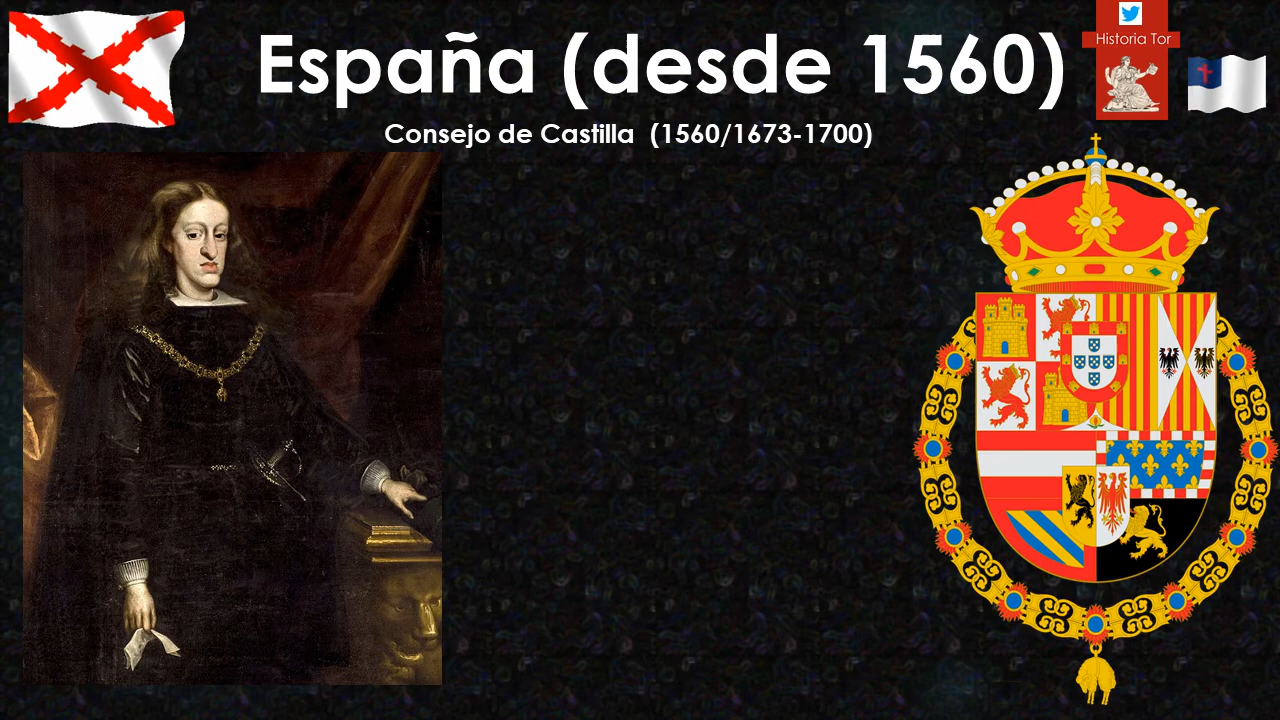 España (desde 1560)
Historia Tor
Consejo de Castilla (1560/1673-1700)